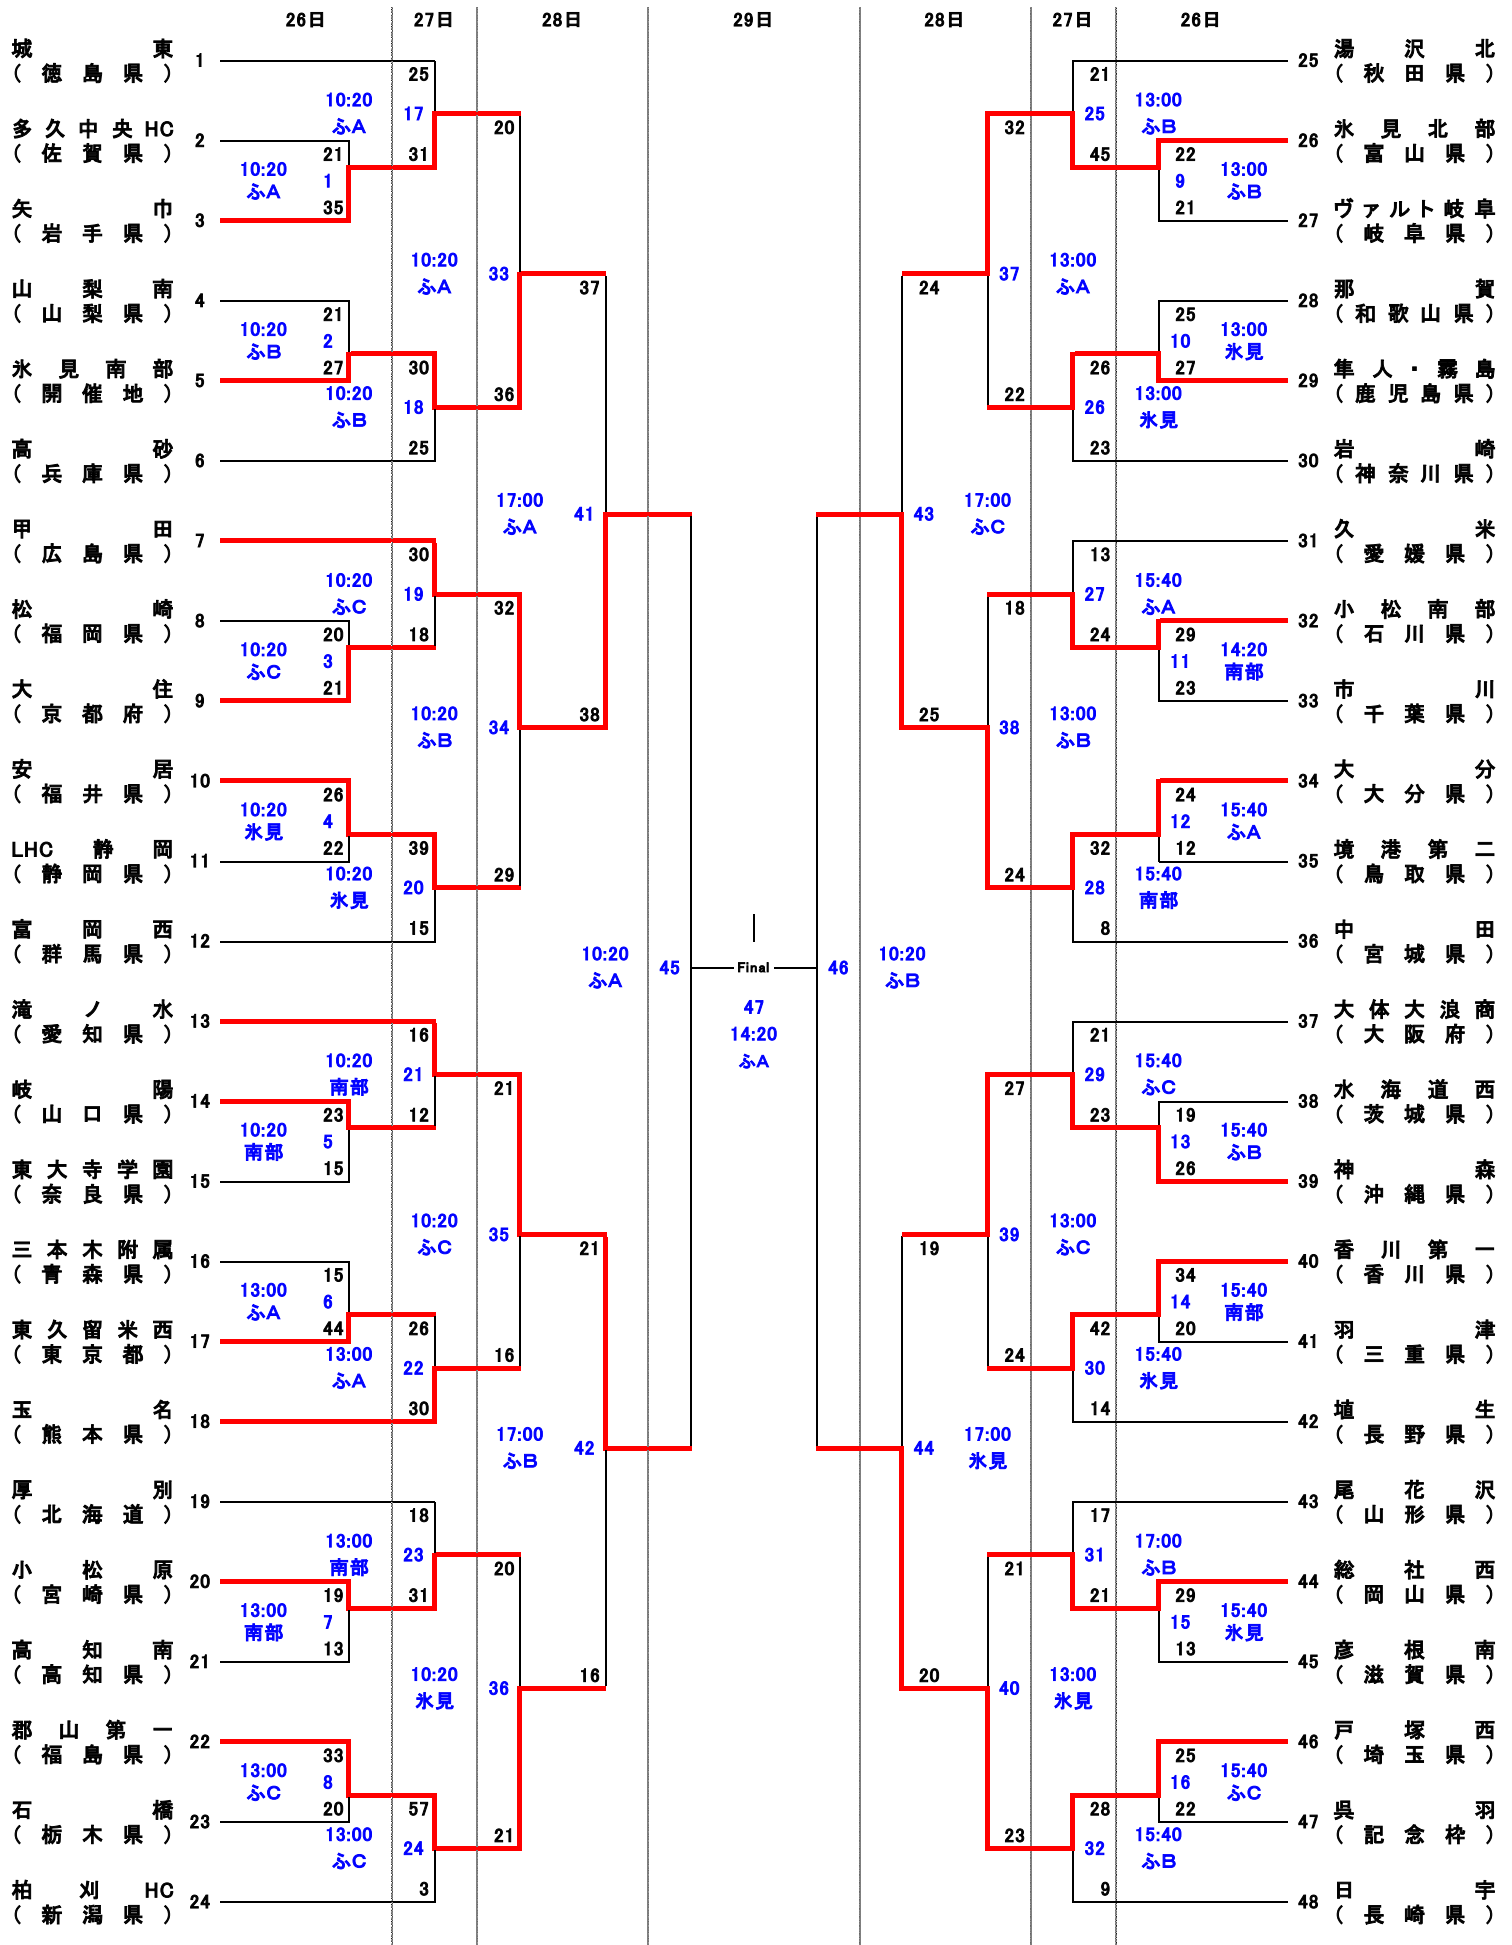 26日 27日 28日 29日 28日 27日 26日
城東
(徳島県)
1
25
10:20
ふA
17
多久中央HC
(佐賀県)
2
21
31
20
10:20
ふA
1
35
矢巾
(岩手県)
3
10:20
ふA
33
37
山梨南
(山梨県)
4
21
10:20
ふB
2
27
氷見南部
(開催地)
5
30
10:20
ふB
18
36
高砂
(兵庫県)
6
25
17:00
ふA
41
甲田
(広島県)
7
30
10:20
ふC
19
32
松崎
(福岡県)
8
20
18
10:20
ふC
3
21
大住
(京都府)
9
10:20
ふB
34
38
安居
(福井県)
10
26
10:20
氷見
4
22
LHC静岡
(静岡県)
11
39
10:20
氷見
20
29
富岡西
(群馬県)
12
15
10:20
ふA
45
滝ノ水
(愛知県)
13
16
10:20
南部
21
21
岐陽
(山口県)
14
23
12
10:20
南部
5
15
東大寺学園
(奈良県)
15
10:20
ふC
35
21
三本木附属
(青森県)
16
15
13:00
ふA
6
44
東久留米西
(東京都)
17
26
13:00
ふA
22
16
玉名
(熊本県)
18
30
17:00
ふB
42
厚別
(北海道)
19
18
13:00
南部
23
20
小松原
(宮崎県)
20
19
31
13:00
南部
7
13
高知南
(高知県)
21
10:20
氷見
36
16
郡山第一
(福島県)
22
33
13:00
ふC
8
20
石橋
(栃木県)
23
57
13:00
ふC
24
21
柏刈HC
(新潟県)
24
3
Final
47
14:20
ふA
25
湯沢北
(秋田県)
21
13:00
ふB
25
32
26
氷見北部
(富山県)
22
45
9
13:00
ふB
21
27
ヴァルト岐阜
(岐阜県)
37
13:00
ふA
24
28
那賀
(和歌山県)
25
10
13:00
氷見
27
29
隼人・霧島
(鹿児島県)
26
26
13:00
氷見
22
30
岩崎
(神奈川県)
23
43
17:00
ふC
31
久米
(愛媛県)
13
27
15:40
ふA
18
32
小松南部
(石川県)
29
24
11
14:20
南部
23
33
市川
(千葉県)
38
13:00
ふB
25
34
大分
(大分県)
24
12
15:40
ふA
12
35
境港第二
(鳥取県)
32
28
15:40
南部
24
36
中田
(宮城県)
8
46
10:20
ふB
37
大体大浪商
(大阪府)
21
29
15:40
ふC
27
38
水海道西
(茨城県)
19
23
13
15:40
ふB
26
39
神森
(沖縄県)
39
13:00
ふC
19
40
香川第一
(香川県)
34
14
15:40
南部
20
41
羽津
(三重県)
42
30
15:40
氷見
24
42
埴生
(長野県)
14
44
17:00
氷見
43
尾花沢
(山形県)
17
31
17:00
ふB
21
44
総社西
(岡山県)
29
21
15
15:40
氷見
13
45
彦根南
(滋賀県)
40
13:00
氷見
20
46
戸塚西
(埼玉県)
25
16
15:40
ふC
22
47
呉羽
(記念枠)
28
32
15:40
ふB
23
48
日宇
(長崎県)
9